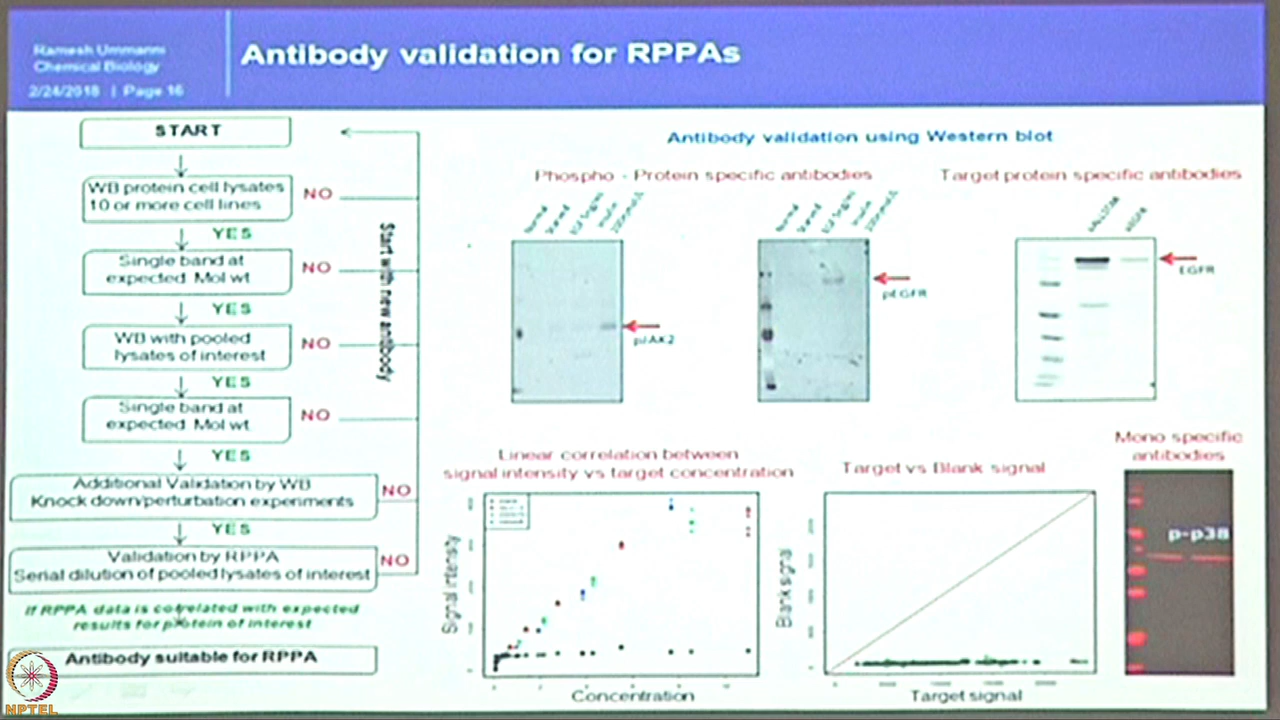 Ramesh Ummanni
Chemical Biology
2/24/2018 | Page 16
Antibody validation for RPPAs
START
WB protein cell lysates
10 or more cell lines
NO
YES
Single band at
expected Mol wt
NO
YES
WB with pooled
lysates of interest
NO
YES
Single band at
expected Mol wt
NO
YES
Additional Validation by WB
Knock down/perturbation experiments
NO
YES
Validation by RPPA
Serial dilution of pooled lysates of interest
NO
If RPPA data is correlated with expected
results for protein of interest
Antibody suitable for RPPA
Start with new antibody
Antibody validation using Western blot
Phospho - Protein specific antibodies
Target protein specific antibodies
Normal
Starved
Insulin
pJAK2
Normal
Starved
Insulin
pEGFR
EGFR
Linear correlation between
signal intensity vs target concentration
Signal intensity
Concentration
Target vs Blank signal
Blank signal
Target signal
Mono specific
antibodies
p-p38
NPTEL